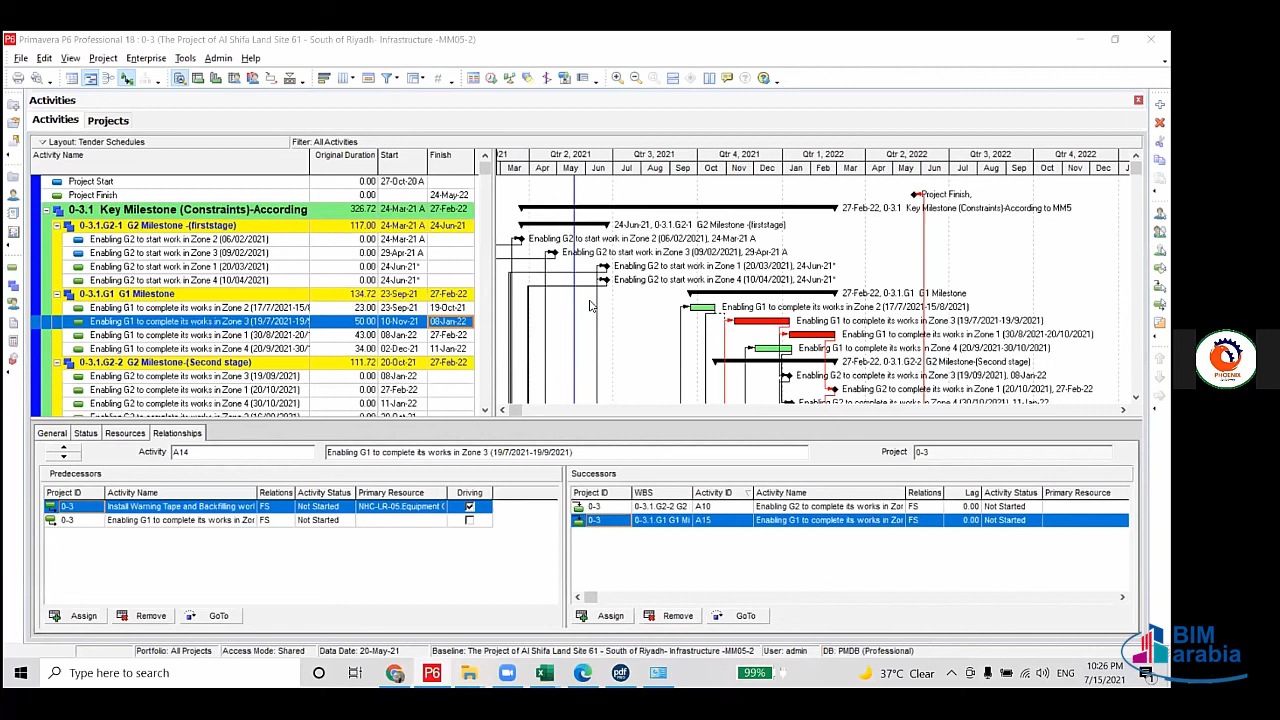 Primavera P6 Professional 18 : 0-3 (The Project of Al Shifa Land Site 61 - South of Riyadh- Infrastructure -MM05-2)
File Edit View Project Enterprise Tools Admin Help
Activities
Activities Projects
Layout: Tender Schedules Filter: All Activities
Activity Name Original Duration Start Finish
21 Qtr 2, 2021 Qtr 3, 2021 Qtr 4, 2021 Qtr 1, 2022 Qtr 2, 2022 Qtr 3, 2022 Qtr 4, 2022
Mar Apr May Jun Jul Aug Sep Oct Nov Dec Jan Feb Mar Apr May Jun Jul Aug Sep Oct Nov Dec J
Project Start 0.00 27-Oct-20 A
Project Finish 0.00 24-May-22 Project Finish,
0-3.1 Key Milestone (Constraints)-According 326.72 24-Mar-21 A 27-Feb-22 27-Feb-22, 0-3.1 Key Milestone (Constraints)-According to MM5
0-3.1.G2-1 G2 Milestone -(firststage) 117.00 24-Mar-21 A 24-Jun-21 24-Jun-21, 0-3.1.G2-1 G2 Milestone -(firststage)
Enabling G2 to start work in Zone 2 (06/02/2021) 0.00 24-Mar-21 A Enabling G2 to start work in Zone 2 (06/02/2021), 24-Mar-21 A
Enabling G2 to start work in Zone 3 (09/02/2021) 0.00 29-Apr-21 A Enabling G2 to start work in Zone 3 (09/02/2021), 29-Apr-21 A
Enabling G2 to start work in Zone 1 (20/03/2021) 0.00 24-Jun-21* Enabling G2 to start work in Zone 1 (20/03/2021), 24-Jun-21*
Enabling G2 to start work in Zone 4 (10/04/2021) 0.00 24-Jun-21* Enabling G2 to start work in Zone 4 (10/04/2021), 24-Jun-21*
0-3.1.G1 G1 Milestone 134.72 23-Sep-21 27-Feb-22 27-Feb-22, 0-3.1.G1 G1 Milestone
Enabling G1 to complete its works in Zone 2 (17/7/2021-15/ 23.00 23-Sep-21 19-Oct-21 Enabling G1 to complete its works in Zone 2 (17/7/2021-15/8/2021)
Enabling G1 to complete its works in Zone 3 (19/7/2021-19/ 50.00 10-Nov-21 08-Jan-22 Enabling G1 to complete its works in Zone 3 (19/7/2021-19/9/2021)
Enabling G1 to complete its works in Zone 1 (30/8/2021-20/ 43.00 08-Jan-22 27-Feb-22 Enabling G1 to complete its works in Zone 1 (30/8/2021-20/10/2021)
Enabling G1 to complete its works in Zone 4 (20/9/2021-30/ 34.00 02-Dec-21 11-Jan-22 Enabling G1 to complete its works in Zone 4 (20/9/2021-30/10/2021)
0-3.1.G2-2 G2 Milestone-(Second stage) 111.72 20-Oct-21 27-Feb-22 27-Feb-22, 0-3.1.G2-2 G2 Milestone-(Second stage)
Enabling G2 to complete its works in Zone 3 (19/09/2021) 0.00 08-Jan-22 Enabling G2 to complete its works in Zone 3 (19/09/2021), 08-Jan-22
Enabling G2 to complete its works in Zone 1 (20/10/2021) 0.00 27-Feb-22 Enabling G2 to complete its works in Zone 1 (20/10/2021), 27-Feb-22
Enabling G2 to complete its works in Zone 4 (30/10/2021) 0.00 11-Jan-22 Enabling G2 to complete its works in Zone 4 (30/10/2021), 11-Jan-22
General Status Resources Relationships
Activity A14 Enabling G1 to complete its works in Zone 3 (19/7/2021-19/9/2021) Project 0-3
Predecessors Successors
Project ID Activity Name Relations Activity Status Primary Resource Driving
0-3 Install Warning Tape and Backfilling worl FS Not Started NHC-LR-05.Equipment
0-3 Enabling G1 to complete its works in Zor FS Not Started
Project ID WBS Activity ID Activity Name Relations Lag Activity Status Primary Resource
0-3 0-3.1.G2-2 G2 A10 Enabling G2 to complete its works in Zor FS 0.00 Not Started
0-3 0-3.1.G1 G1 Mi A15 Enabling G1 to complete its works in Zor FS 0.00 Not Started
Assign Remove GoTo Assign Remove GoTo
Portfolio: All Projects Access Mode: Shared Data Date: 20-May-21 Baseline: The Project of Al Shifa Land Site 61 - South of Riyadh- Infrastructure -MM05-2 User: admin DB: PMDB (Professional)
Type here to search P6 pdf 99% 37°C Clear ENG 10:26 PM
7/15/2021
PHOENIX
BIM
arabia